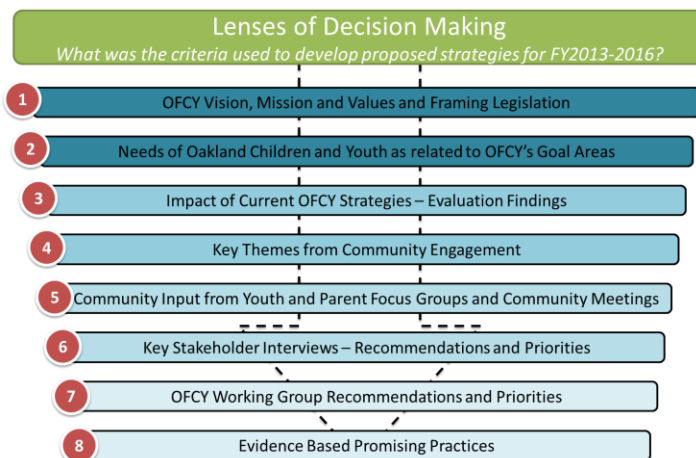 Lenses of Decision Making
What was the criteria used to develop proposed strategies for FY2013-2016?
1 OFCY Vision, Mission and Values and Framing Legislation
2 Needs of Oakland Children and Youth as related to OFCY's Goal Areas
3 Impact of Current OFCY Strategies – Evaluation Findings
4 Key Themes from Community Engagement
5 Community Input from Youth and Parent Focus Groups and Community Meetings
6 Key Stakeholder Interviews – Recommendations and Priorities
7 OFCY Working Group Recommendations and Priorities
8 Evidence Based Promising Practices